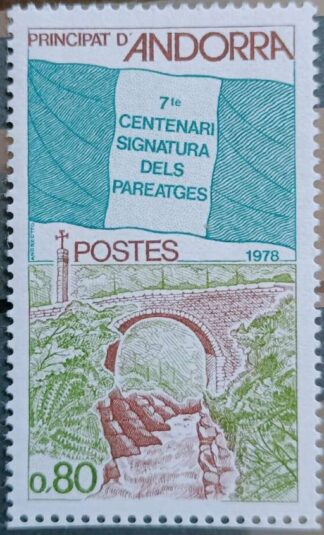 PRINCIPAT D'ANDORRA
7le
CENTENARI
SIGNATURA
DELS
PAREATGES
POSTES 1978
0.80